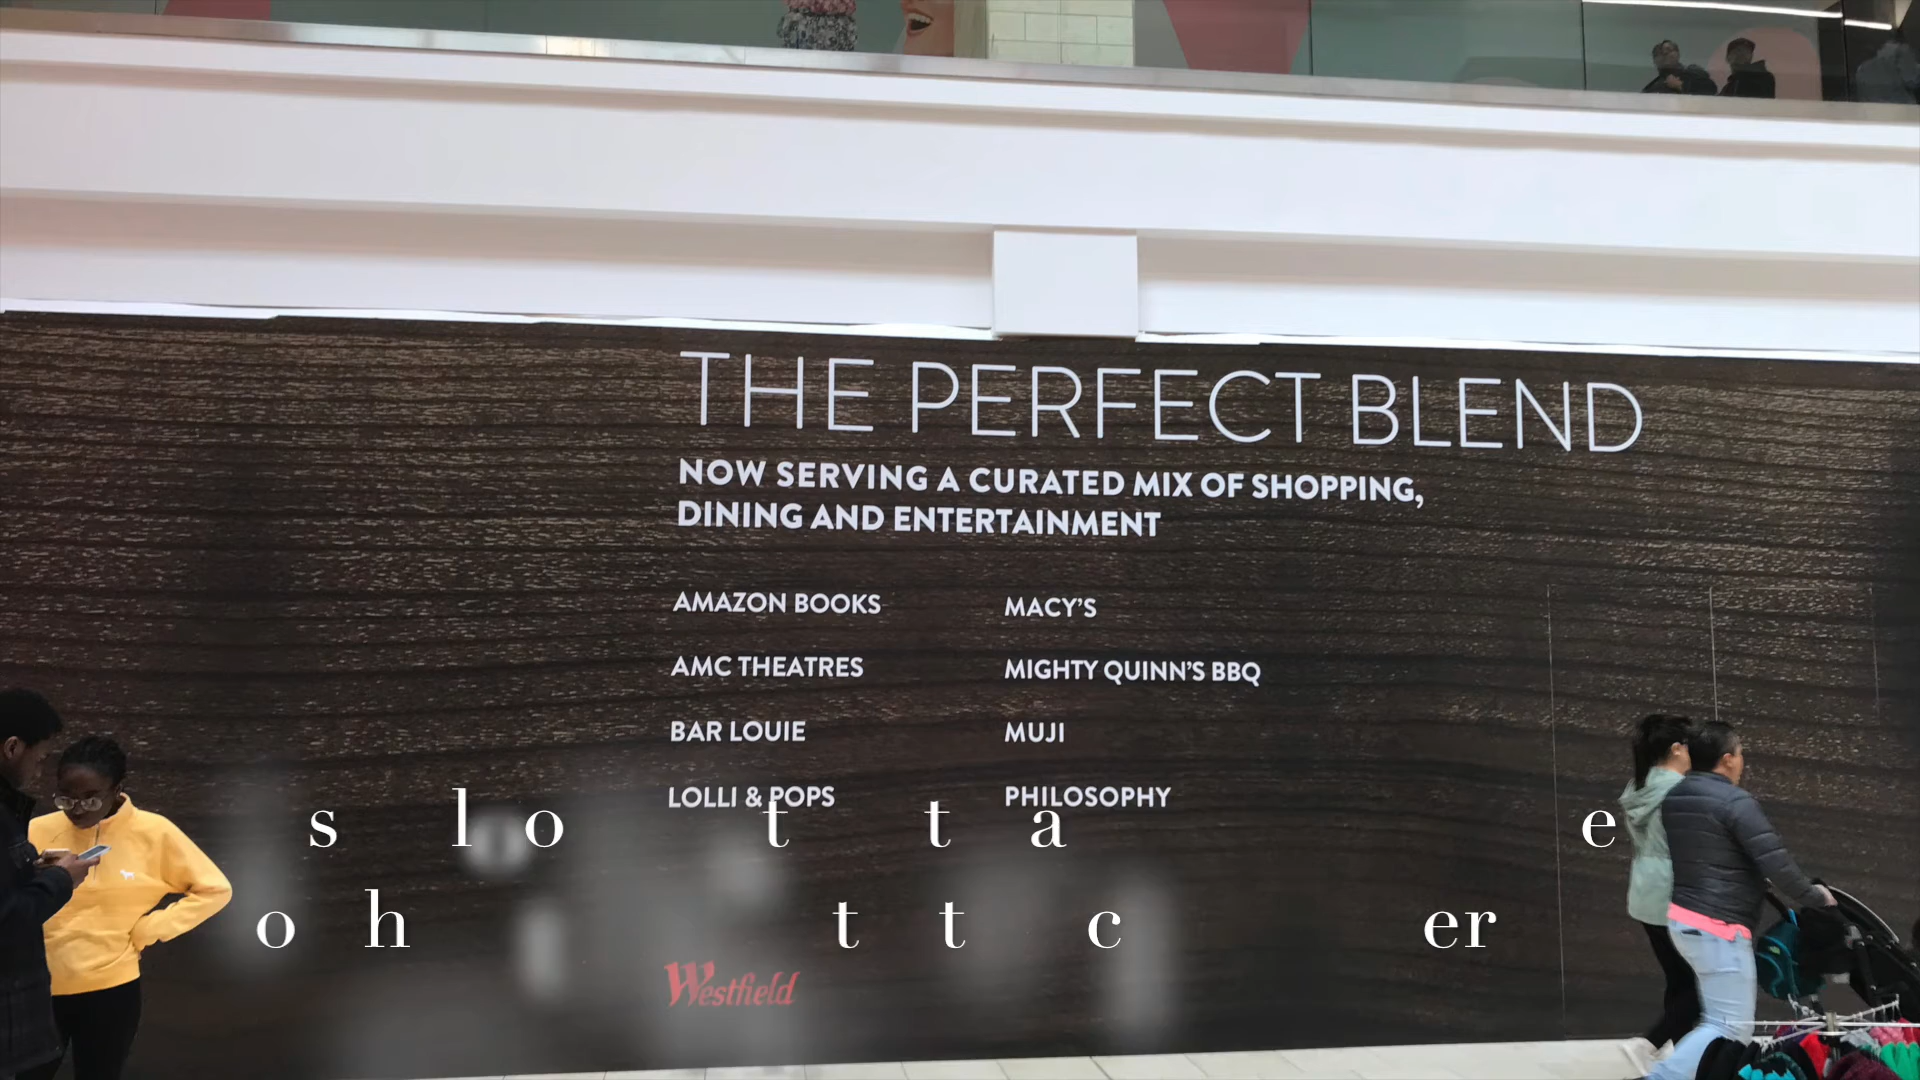 THE PERFECT BLEND
NOW SERVING A CURATED MIX OF SHOPPING,
DINING AND ENTERTAINMENT
AMAZON BOOKS
MACY'S
AMC THEATRES
MIGHTY QUINN'S BBQ
BAR LOUIE
MUJI
LOLLI & POPS
PHILOSOPHY
s lo t t a e
o h t t c er
Westfield